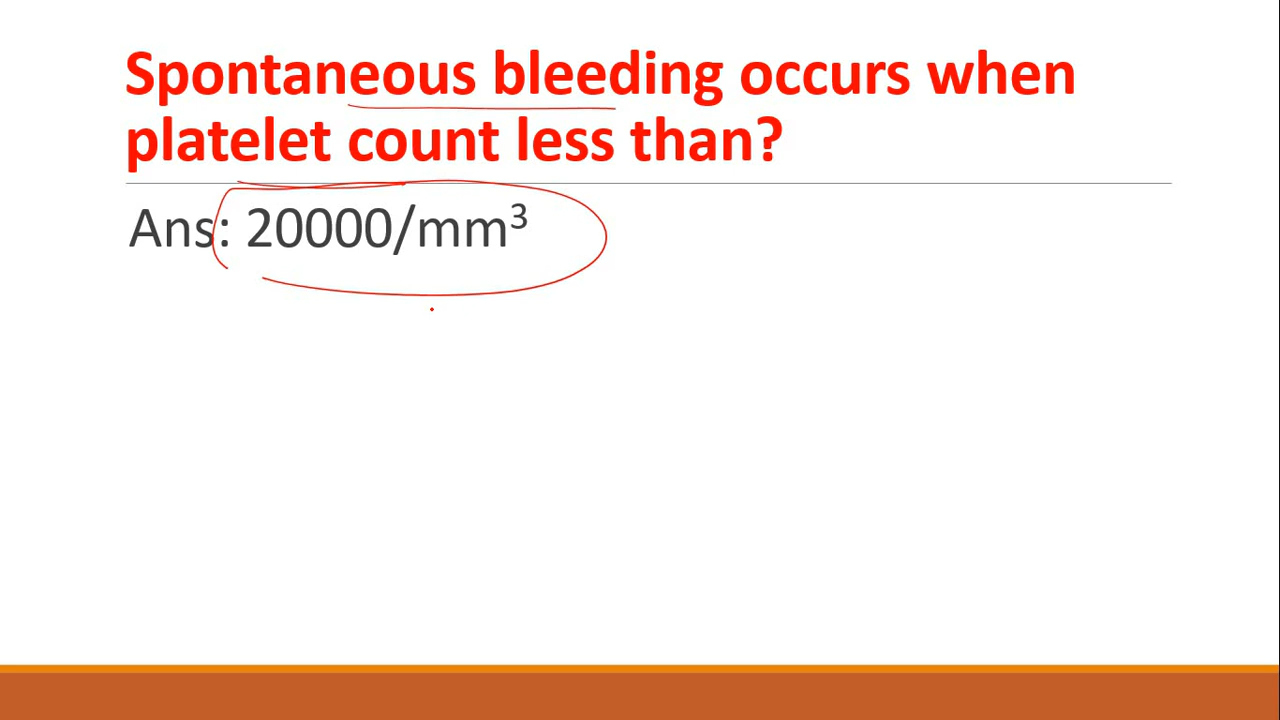 Spontaneous bleeding occurs when
platelet count less than?
Ans: 20000/mm³